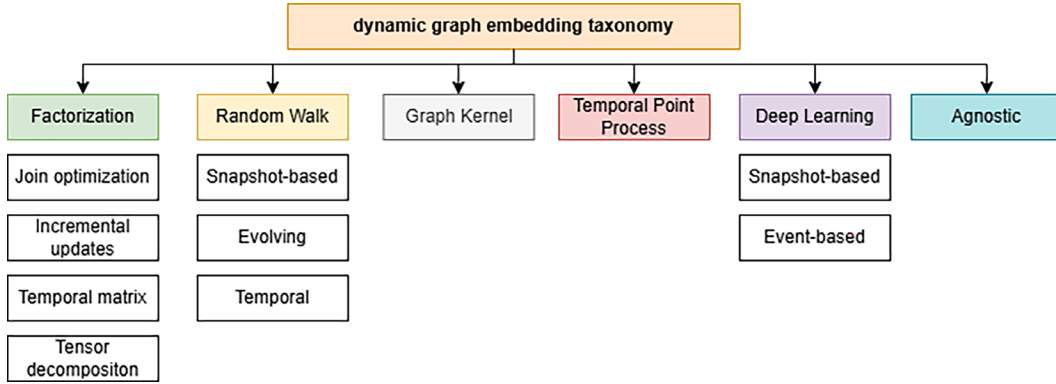 dynamic graph embedding taxonomy
Factorization
Random Walk
Graph Kernel
Temporal Point
Process
Deep Learning
Agnostic
Join optimization
Snapshot-based
Snapshot-based
Incremental
updates
Evolving
Event-based
Temporal matrix
Temporal
Tensor
decompositon